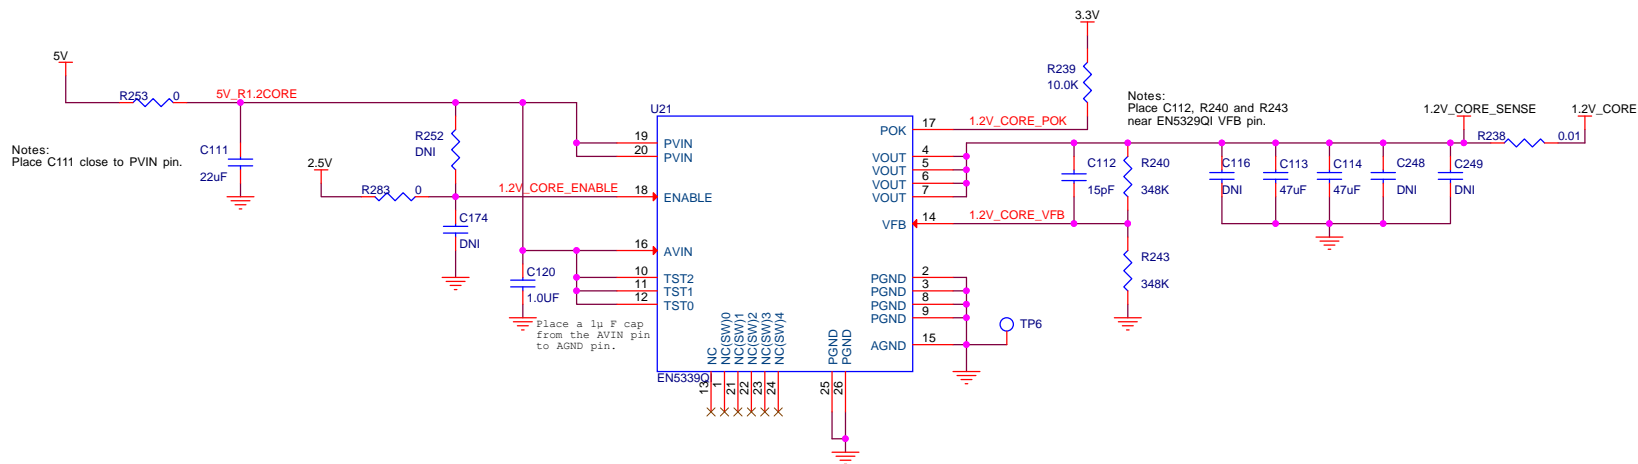 3.3V
5V
R239
10.0K
R253 0
5V_R1.2CORE
Notes:
Place C112, R240 and R243
near EN5329QI VFB pin.
1.2V_CORE_SENSE
1.2V_CORE
U21
R252
DNI
POK
17
1.2V_CORE_POK
R238
0.01
Notes:
Place C111 close to PVIN pin.
C111
22uF
19
PVIN
20
PVIN
VOUT
4
VOUT
5
VOUT
6
VOUT
7
C112
15pF
R240
348K
C116
DNI
C113
47uF
C114
47uF
C248
DNI
C249
DNI
2.5V
R283 0
1.2V_CORE_ENABLE
18
ENABLE
C174
DNI
VFB
14
1.2V_CORE_VFB
16
AVIN
R243
348K
C120
1.0UF
10
TST2
11
TST1
12
TST0
PGND
2
PGND
3
PGND
8
PGND
9
AGND
15
TP6
Place a 1µ F cap
from the AVIN pin
to AGND pin.
NC
NC(SW)0
NC(SW)1
NC(SW)2
NC(SW)3
NC(SW)4
PGND
PGND
EN5339Q
13
1
21
22
23
24
25
26